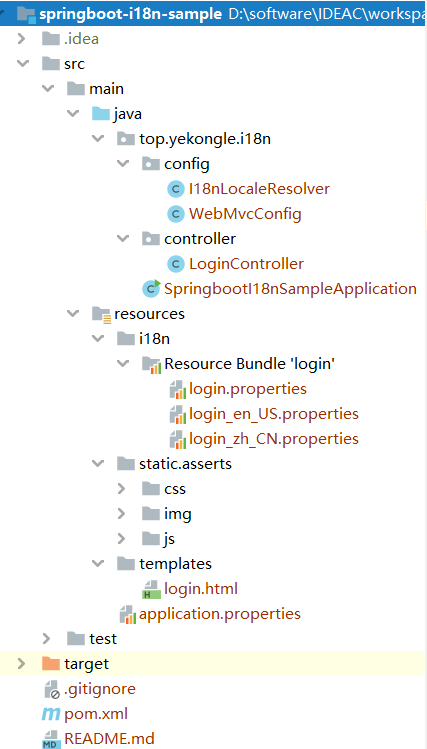 springboot-i18n-sample D:\software\IDEAC\workspa
.idea
src
main
java
top.yekongle.i18n
config
I18nLocaleResolver
WebMvcConfig
controller
LoginController
SpringbootI18nSampleApplication
resources
i18n
Resource Bundle 'login'
login.properties
login_en_US.properties
login_zh_CN.properties
static.asserts
css
img
js
templates
login.html
application.properties
test
target
.gitignore
pom.xml
README.md